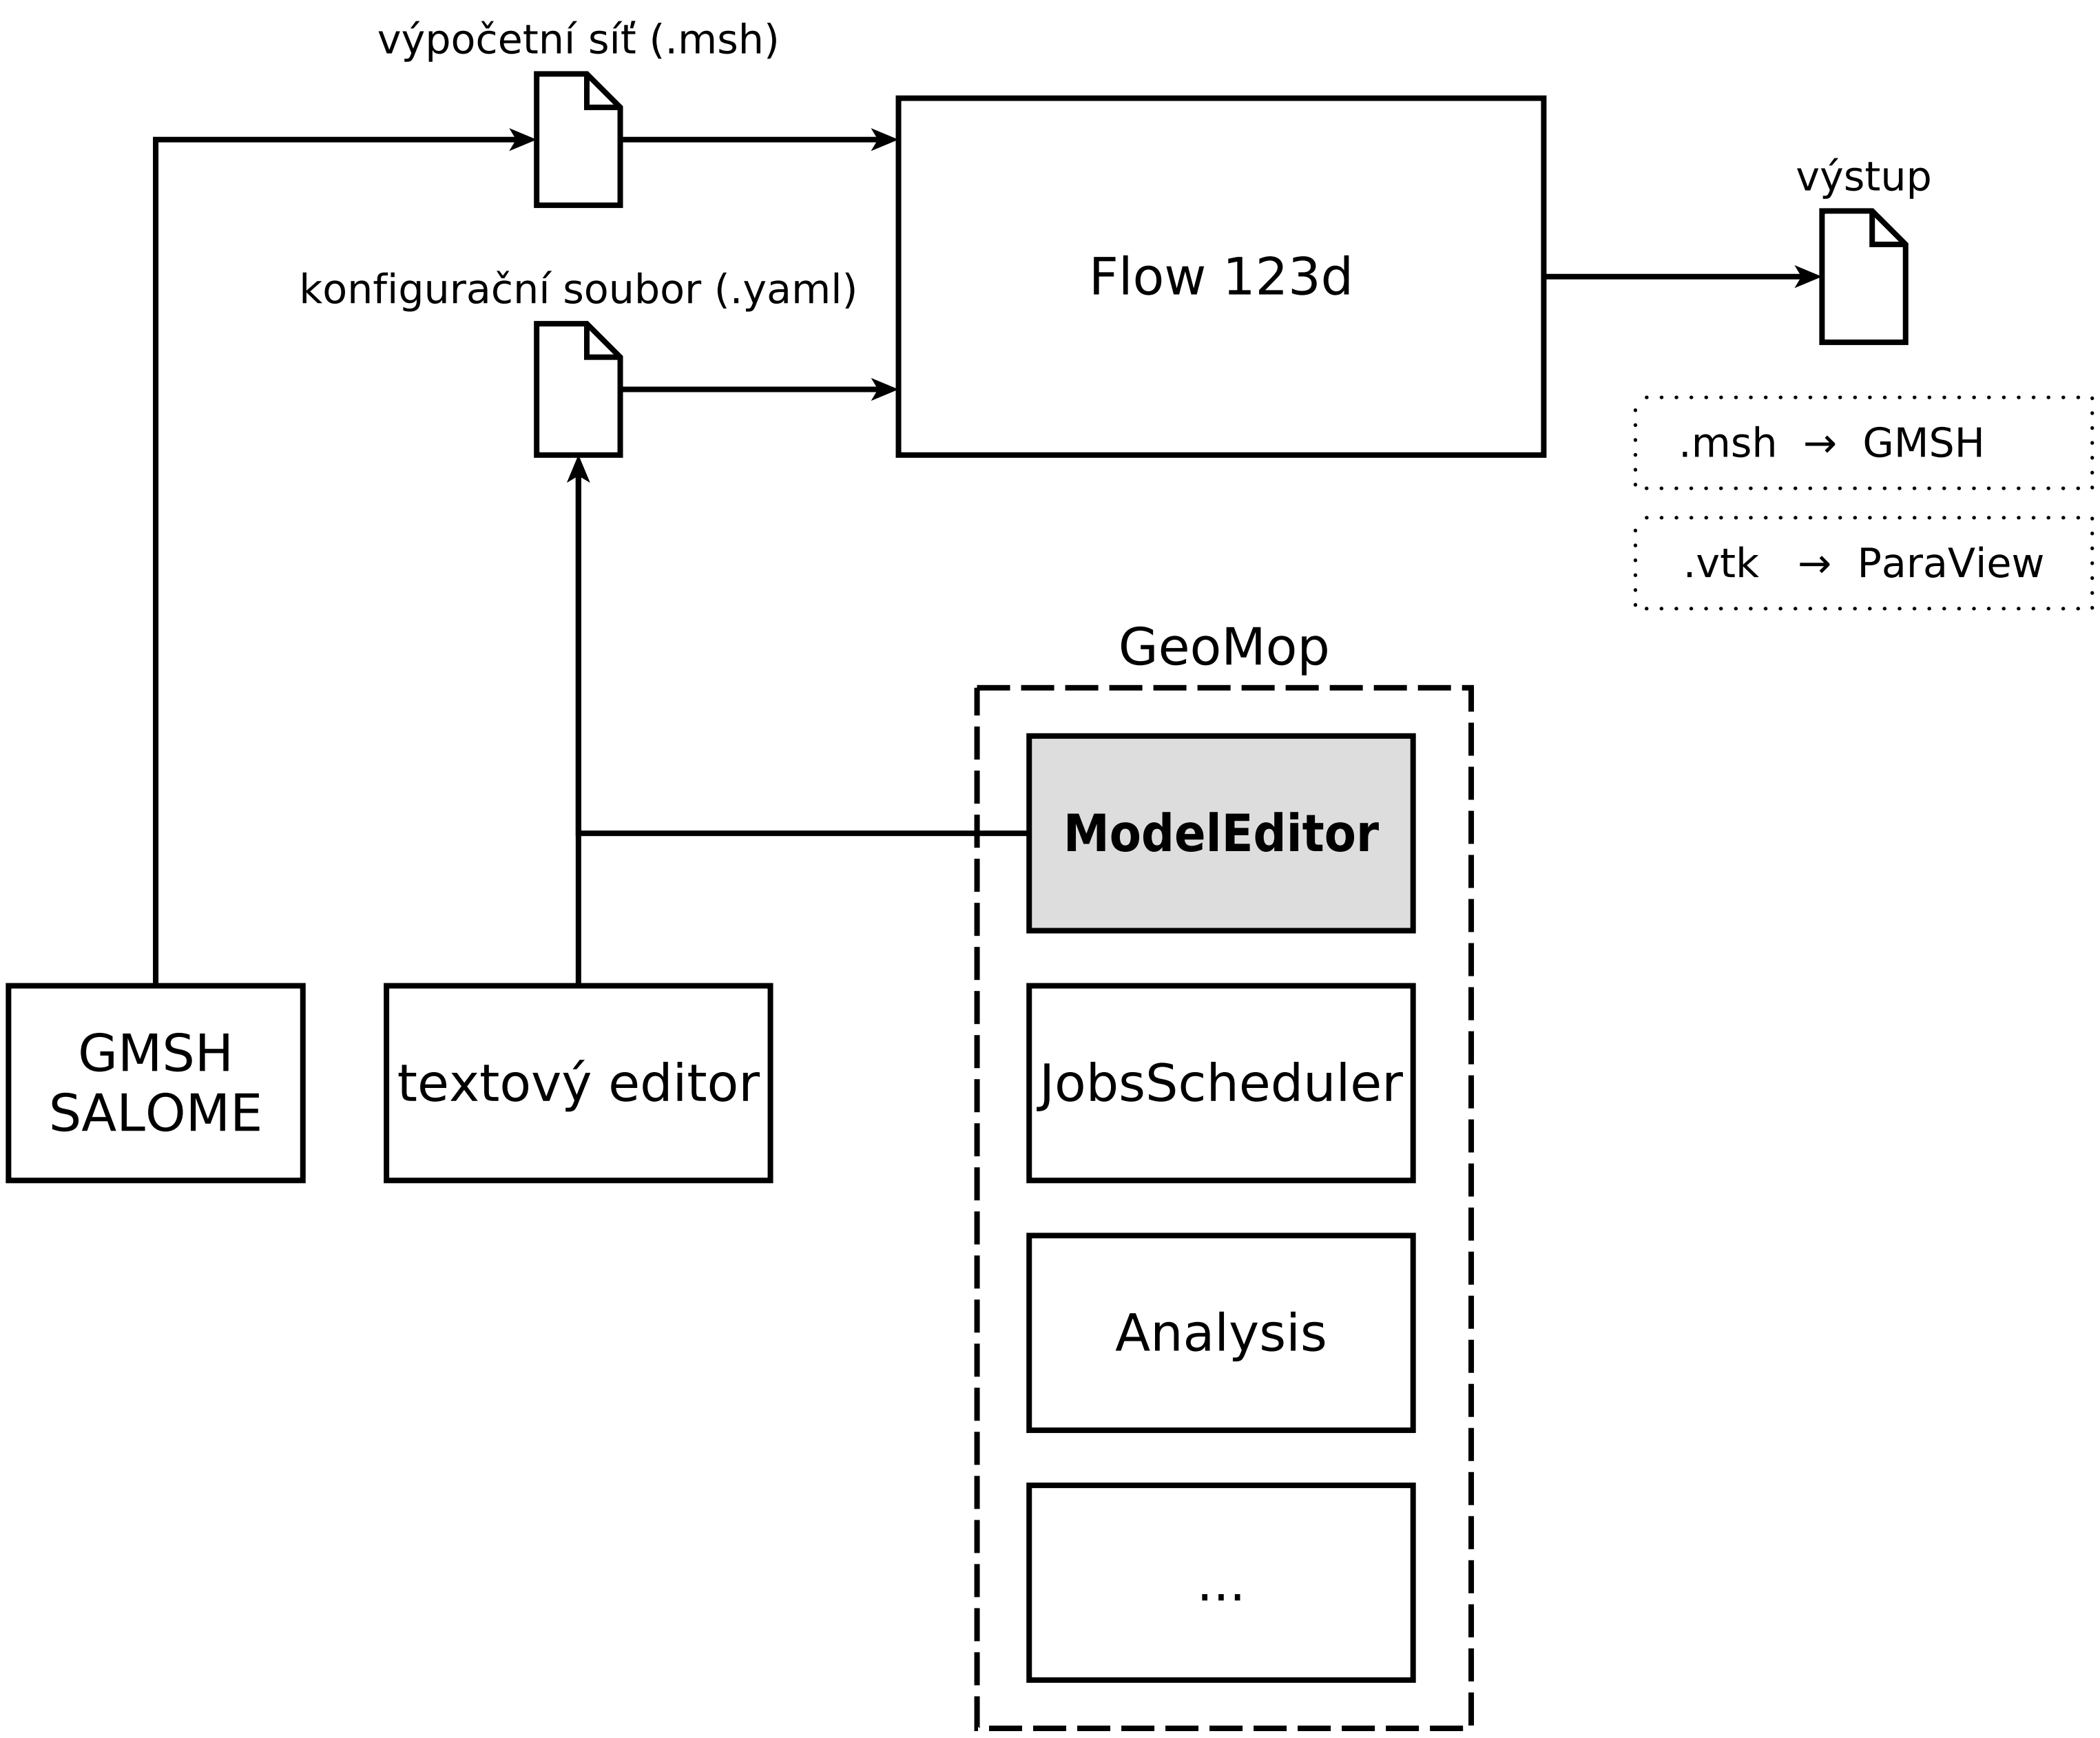 výpočetní síť (.msh)
výstup
konfigurační soubor (.yaml)
Flow 123d
.msh → GMSH
.vtk → ParaView
GeoMop
ModelEditor
GMSH
SALOME
textový editor
JobsScheduler
Analysis
...